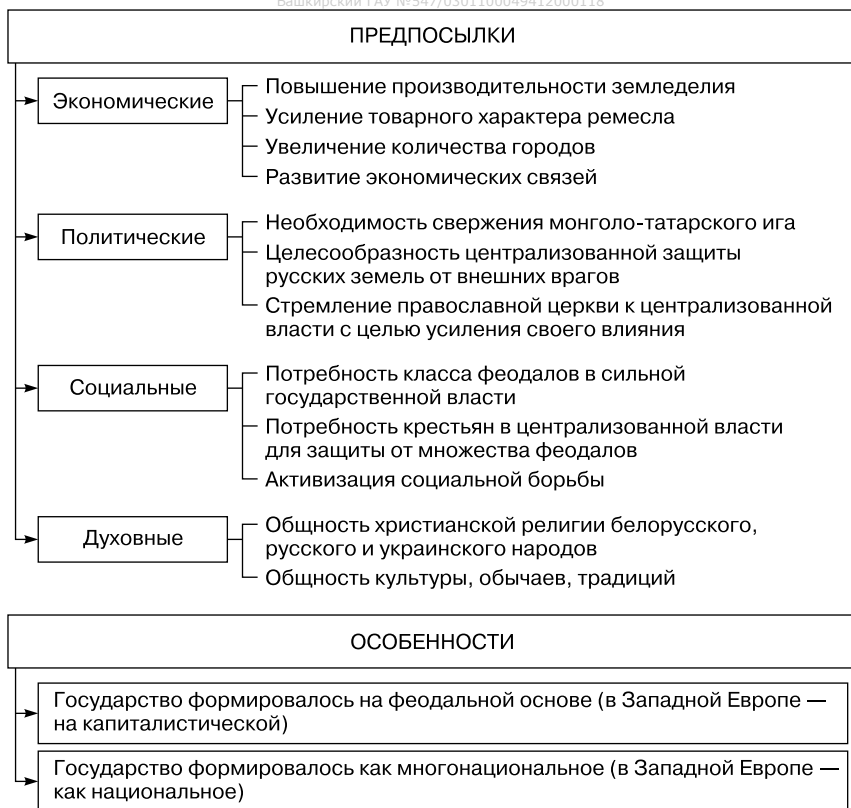 Башкирский ГАУ №547/0301100049412000118
ПРЕДПОСЫЛКИ
Экономические
Повышение производительности земледелия
Усиление товарного характера ремесла
Увеличение количества городов
Развитие экономических связей
Политические
Необходимость свержения монголо-татарского ига
Целесообразность централизованной защиты
русских земель от внешних врагов
Стремление православной церкви к централизованной
власти с целью усиления своего влияния
Социальные
Потребность класса феодалов в сильной
государственной власти
Потребность крестьян в централизованной власти
для защиты от множества феодалов
Активизация социальной борьбы
Духовные
Общность христианской религии белорусского,
русского и украинского народов
Общность культуры, обычаев, традиций
ОСОБЕННОСТИ
Государство формировалось на феодальной основе (в Западной Европе —
на капиталистической)
Государство формировалось как многонациональное (в Западной Европе —
как национальное)